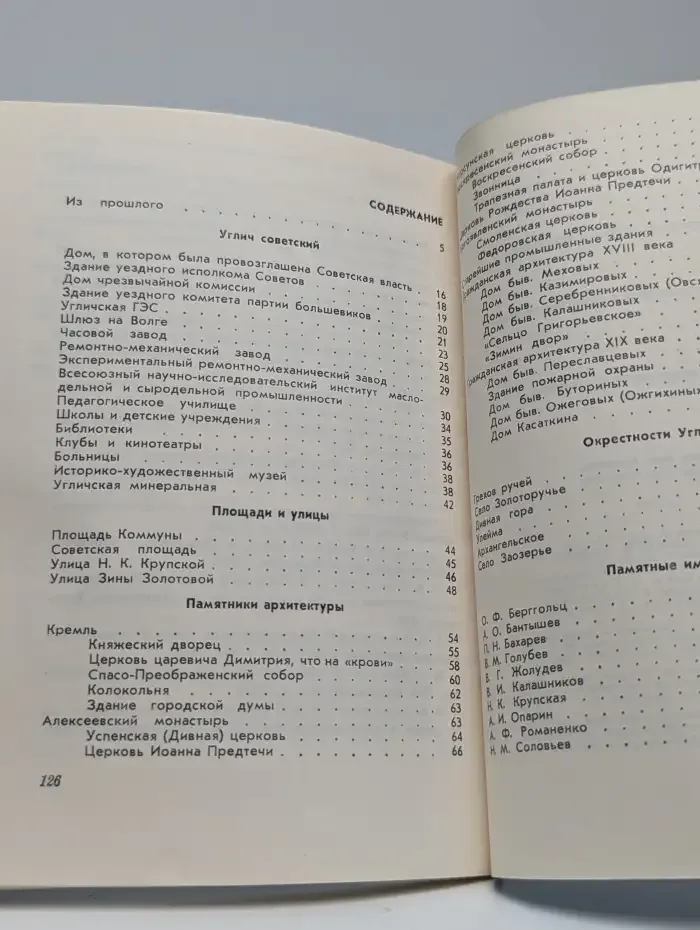 СОДЕРЖАНИЕ
Из прошлого . . . . . . . . . . 5
Углич советский
Дом, в котором была провозглашена Советская власть . 16
Здание уездного исполкома Советов . . . . . 18
Дом чрезвычайной комиссии . . . . . . 19
Здание уездного комитета партии большевиков . . . 20
Угличская ГЭС . . . . . . . . . 21
Шлюз на Волге . . . . . . . . . 23
Часовой завод . . . . . . . . . 25
Ремонтно-механический завод . . . . . . 28
Экспериментальный ремонтно-механический завод . . 29
Всесоюзный научно-исследовательский институт масло-
дельной и сыродельной промышленности . . . . 30
Педагогическое училище . . . . . . . 34
Школы и детские учреждения . . . . . . 35
Библиотеки . . . . . . . . . . 36
Клубы и кинотеатры . . . . . . . . 36
Больницы . . . . . . . . . . 38
Историко-художественный музей . . . . . . 38
Угличская минеральная . . . . . . . . 42
Площади и улицы
Площадь Коммуны . . . . . . . . 44
Советская площадь . . . . . . . . 45
Улица Н. К. Крупской . . . . . . . . 46
Улица Зины Золотовой . . . . . . . . 48
Памятники архитектуры
Кремль . . . . . . . . . . . 54
Княжеский дворец . . . . . . . . 55
Церковь царевича Димитрия, что на «крови» . . . 58
Спасо-Преображенский собор . . . . . . 60
Колокольня . . . . . . . . . . 62
Здание городской думы . . . . . . . 63
Алексеевский монастырь . . . . . . . . 63
Успенская (Дивная) церковь . . . . . . 64
Церковь Иоанна Предтечи . . . . . . . 66
126
церковь
монастырь
Воскресенский собор
Звонница
Трапезная палата и церковь
Рождества Иоанна Предтечи
монастырь
Смоленская церковь
Федоровская церковь
промышленные здания
архитектура XVIII века
Дом быв. Меховых
Дом быв. Казимировых
Дом быв. Серебренниковых
Дом быв. Калашниковых
«Сельцо Григорьевское»
«Зимин двор»
архитектура XIX века
Дом быв. Переславцевых
Здание пожарной охраны
Дом быв. Буториных
Дом быв. Ожеговых
Дом Касаткина
Окрестности
Грехов ручей
Село Золоторучье
Дивная гора
Улейма
Архангельское
Село Заозерье
Памятные
О. Ф. Берггольц
А. О. Бантышев
П. Н. Бахарев
В. М. Голубев
В. Г. Жолудев
В. И. Калашников
Н. К. Крупская
А. И. Опарин
А. Ф. Романенко
Н. М. Соловьев